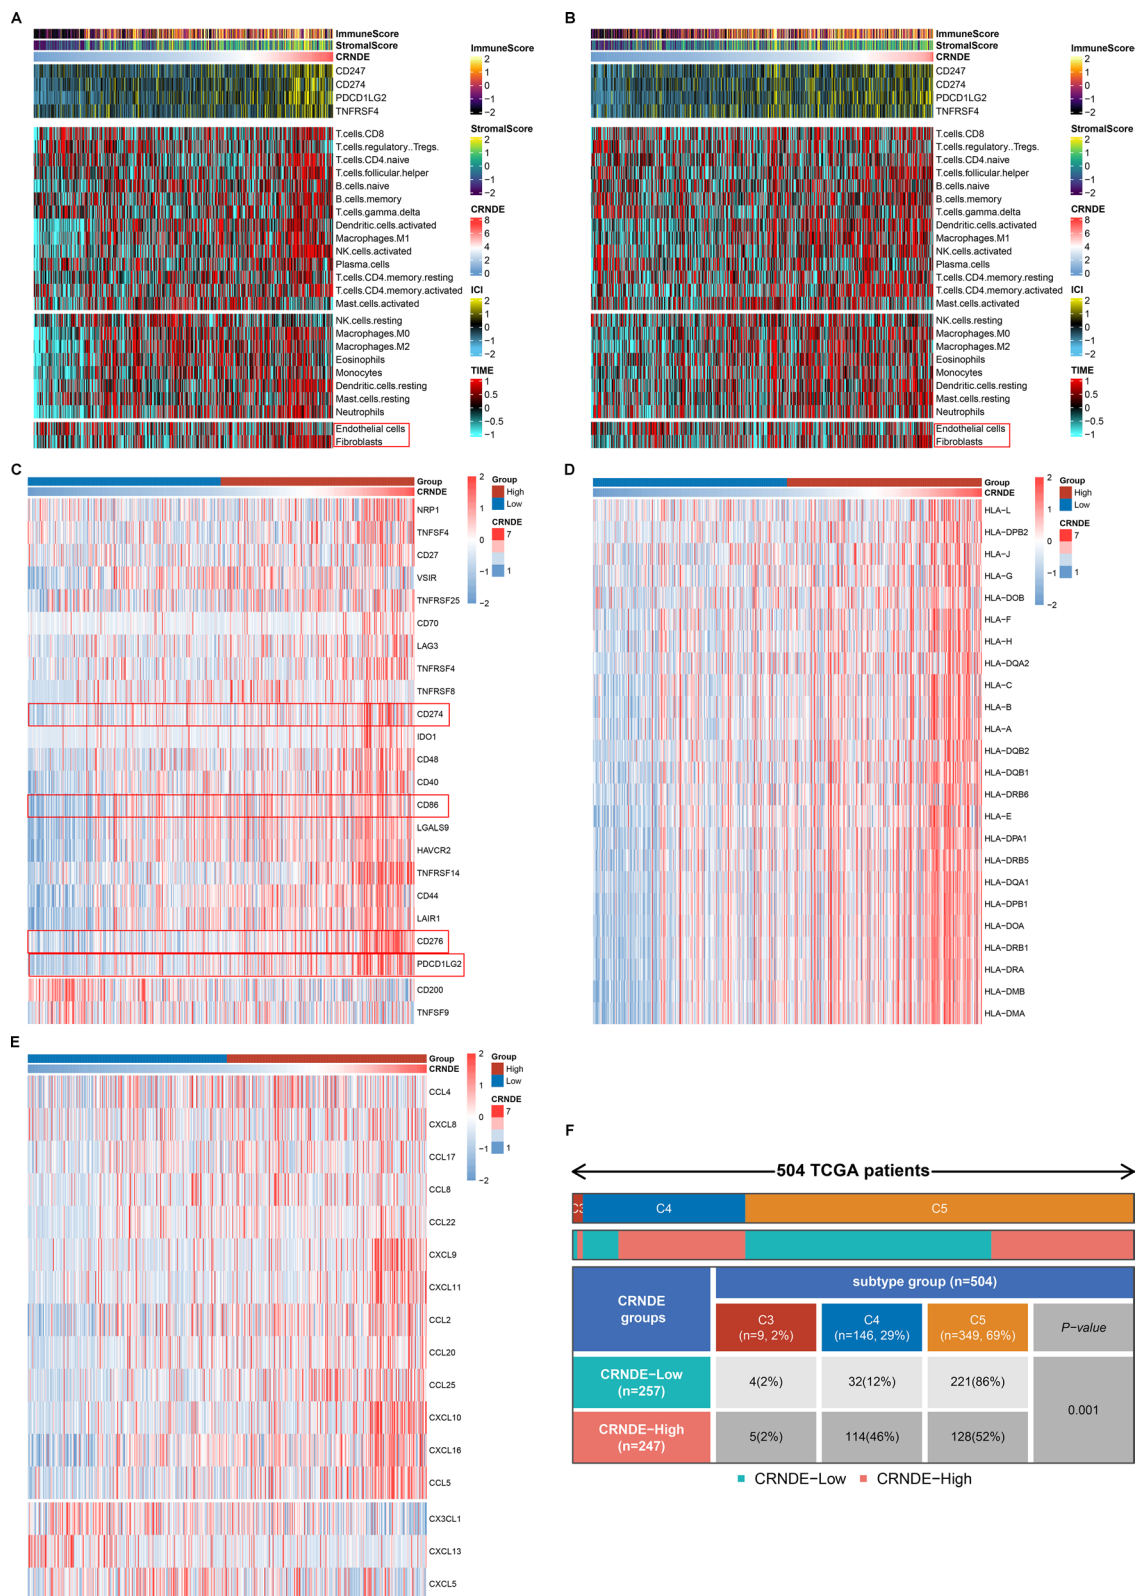 A
ImmuneScore
StromalScore
CRNDE
CD247
CD274
PDCD1LG2
TNFRSF4
T.cells.CD8
T.cells.regulatory..Tregs.
T.cells.CD4.naive
T.cells.follicular.helper
B.cells.naive
B.cells.memory
T.cells.gamma.delta
Dendritic.cells.activated
Macrophages.M1
NK.cells.activated
Plasma.cells
T.cells.CD4.memory.resting
T.cells.CD4.memory.activated
Mast.cells.activated
NK.cells.resting
Macrophages.M0
Macrophages.M2
Eosinophils
Monocytes
Dendritic.cells.resting
Mast.cells.resting
Neutrophils
Endothelial cells
Fibroblasts
ImmuneScore
2
1
0
−1
−2
StromalScore
2
1
0
−1
−2
CRNDE
8
6
4
2
0
ICI
2
1
0
−1
−2
TIME
1
0.5
0
−0.5
−1
B
ImmuneScore
StromalScore
CRNDE
CD247
CD274
PDCD1LG2
TNFRSF4
T.cells.CD8
T.cells.regulatory..Tregs.
T.cells.CD4.naive
T.cells.follicular.helper
B.cells.naive
B.cells.memory
T.cells.gamma.delta
Dendritic.cells.activated
Macrophages.M1
NK.cells.activated
Plasma.cells
T.cells.CD4.memory.resting
T.cells.CD4.memory.activated
Mast.cells.activated
NK.cells.resting
Macrophages.M0
Macrophages.M2
Eosinophils
Monocytes
Dendritic.cells.resting
Mast.cells.resting
Neutrophils
Endothelial cells
Fibroblasts
ImmuneScore
2
1
0
−1
−2
StromalScore
2
1
0
−1
−2
CRNDE
8
6
4
2
0
ICI
2
1
0
−1
−2
TIME
1
0.5
0
−0.5
−1
C
Group
CRNDE
NRP1
TNFSF4
CD27
VSIR
TNFRSF25
CD70
LAG3
TNFRSF4
TNFRSF8
CD274
IDO1
CD48
CD40
CD86
LGALS9
HAVCR2
TNFRSF14
CD44
LAIR1
CD276
PDCD1LG2
CD200
TNFSF9
2
1
0
−1
−2
Group
High
Low
CRNDE
7
1
D
Group
CRNDE
HLA−L
HLA−DPB2
HLA−J
HLA−G
HLA−DOB
HLA−F
HLA−H
HLA−DQA2
HLA−C
HLA−B
HLA−A
HLA−DQB2
HLA−DQB1
HLA−DRB6
HLA−E
HLA−DPA1
HLA−DRB5
HLA−DQA1
HLA−DPB1
HLA−DOA
HLA−DRB1
HLA−DRA
HLA−DMB
HLA−DMA
2
1
0
−1
−2
Group
High
Low
CRNDE
7
1
E
Group
CRNDE
CCL4
CXCL8
CCL17
CCL8
CCL22
CXCL9
CXCL11
CCL2
CCL20
CCL25
CXCL10
CXCL16
CCL5
CX3CL1
CXCL13
CXCL5
2
1
0
−1
−2
Group
High
Low
CRNDE
7
1
F
504 TCGA patients
C3
C4
C5
CRNDE groups
subtype group (n=504)
C3 (n=9, 2%)
C4 (n=146, 29%)
C5 (n=349, 69%)
P−value
CRNDE−Low (n=257)
4(2%)
32(12%)
221(86%)
0.001
CRNDE−High (n=247)
5(2%)
114(46%)
128(52%)
CRNDE−Low
CRNDE−High